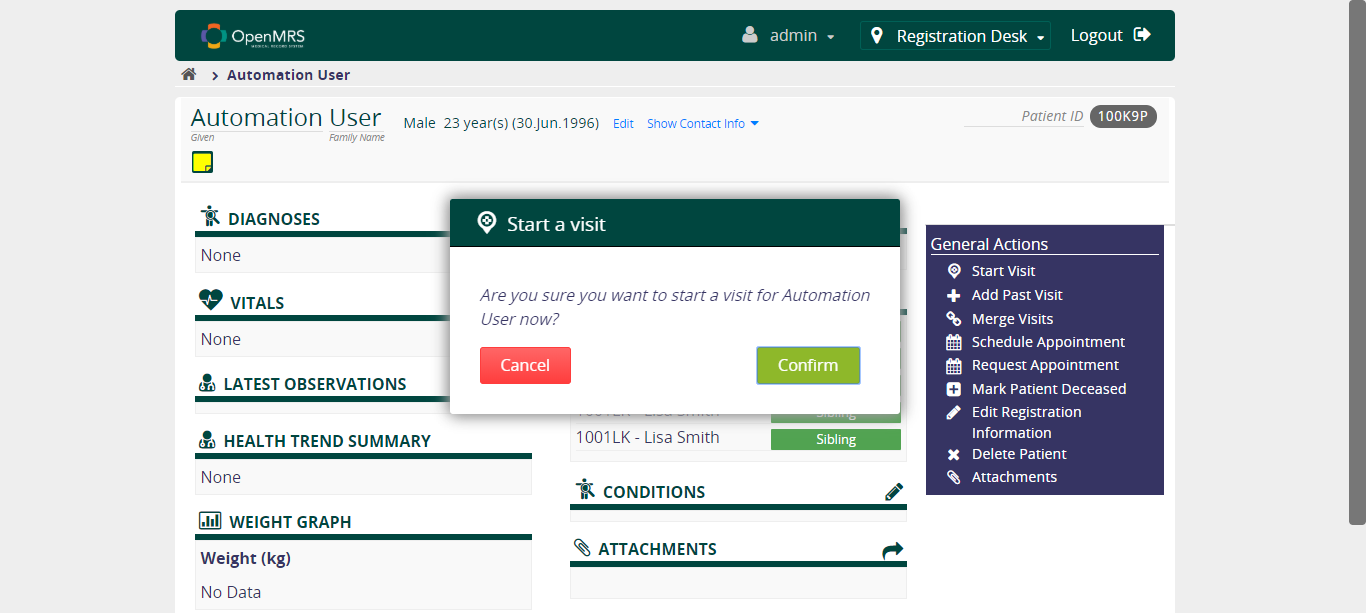 OpenMRS
MEDICAL RECORD SYSTEM
admin
Registration Desk
Logout
Automation User
Automation User
Given Family Name
Male 23 year(s) (30.Jun.1996) Edit Show Contact Info
Patient ID 100K9P
DIAGNOSES
None
VITALS
None
LATEST OBSERVATIONS
HEALTH TREND SUMMARY
None
WEIGHT GRAPH
Weight (kg)
No Data
Start a visit
Are you sure you want to start a visit for Automation
User now?
Cancel
Confirm
1001LK - Lisa Smith Sibling
1001LK - Lisa Smith Sibling
CONDITIONS
ATTACHMENTS
General Actions
Start Visit
Add Past Visit
Merge Visits
Schedule Appointment
Request Appointment
Mark Patient Deceased
Edit Registration
Information
Delete Patient
Attachments